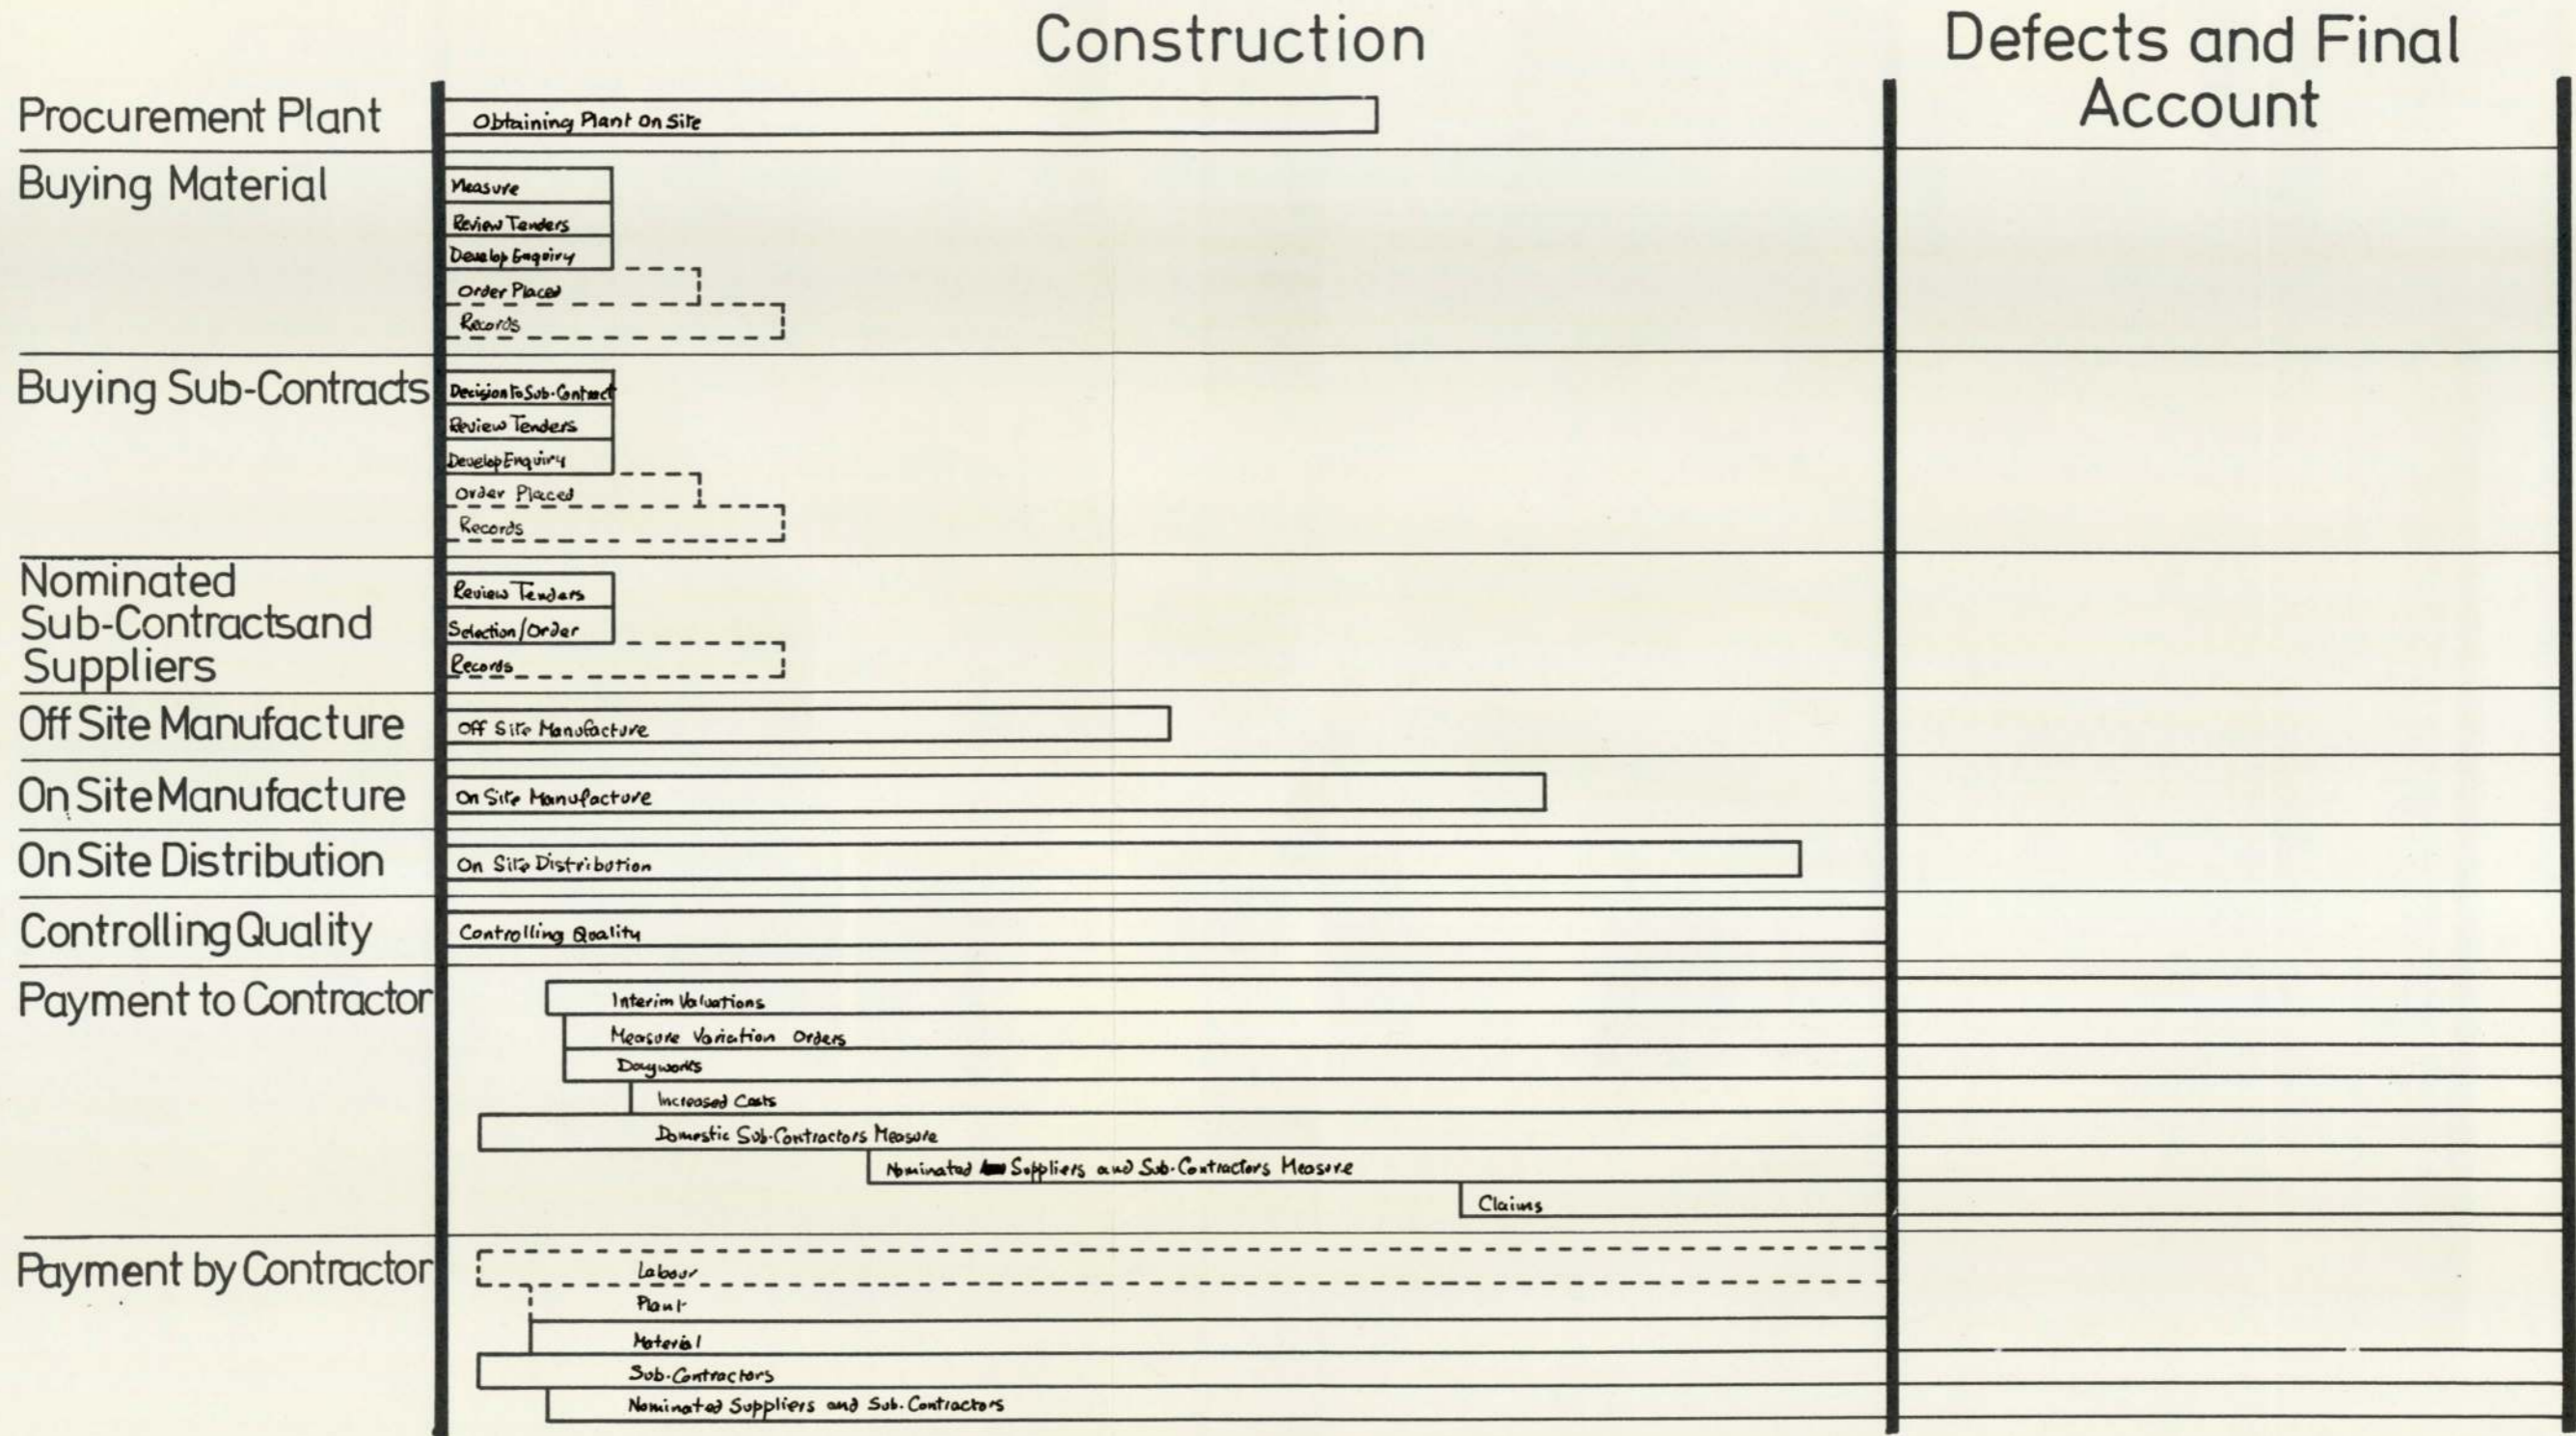 Construction
Defects and Final
Account
Procurement Plant
Obtaining Plant On Site
Buying Material
Measure
Review Tenders
Develop Enquiry
Order Placed
Records
Buying Sub-Contracts
Decision to Sub-Contract
Review Tenders
Develop Enquiry
Order Placed
Records
Nominated
Sub-Contractsand
Suppliers
Review Tenders
Selection/Order
Records
Off Site Manufacture
Off Site Manufacture
On Site Manufacture
On Site Manufacture
On Site Distribution
On Site Distribution
Controlling Quality
Controlling Quality
Payment to Contractor
Interim Valuations
Measure Variation Orders
Dayworks
Increased Costs
Domestic Sub-Contractors Measure
Nominated Suppliers and Sub-Contractors Measure
Claims
Payment by Contractor
Labour
Plant
Material
Sub-Contractors
Nominated Suppliers and Sub-Contractors